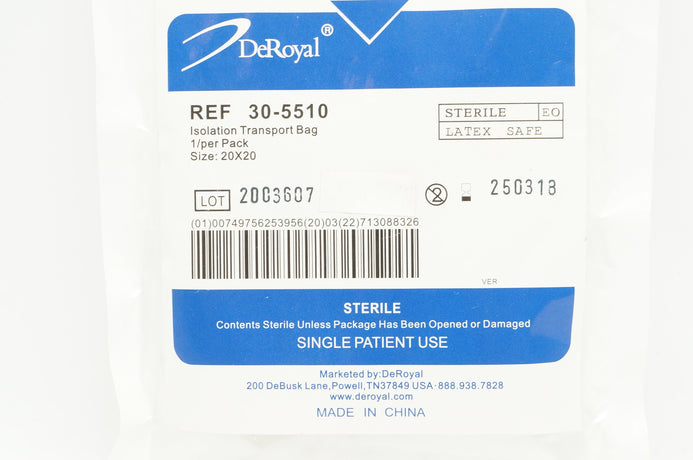 DeRoyal®
REF 30-5510
Isolation Transport Bag
1/per Pack
Size: 20X20
STERILE EO
LATEX SAFE
LOT 2003607
2 250318
(01)00749756253956(20)03(22)713088326
VER
STERILE
Contents Sterile Unless Package Has Been Opened or Damaged
SINGLE PATIENT USE
Marketed by:DeRoyal
200 DeBusk Lane,Powell,TN37849 USA·888.938.7828
www.deroyal.com
MADE IN CHINA